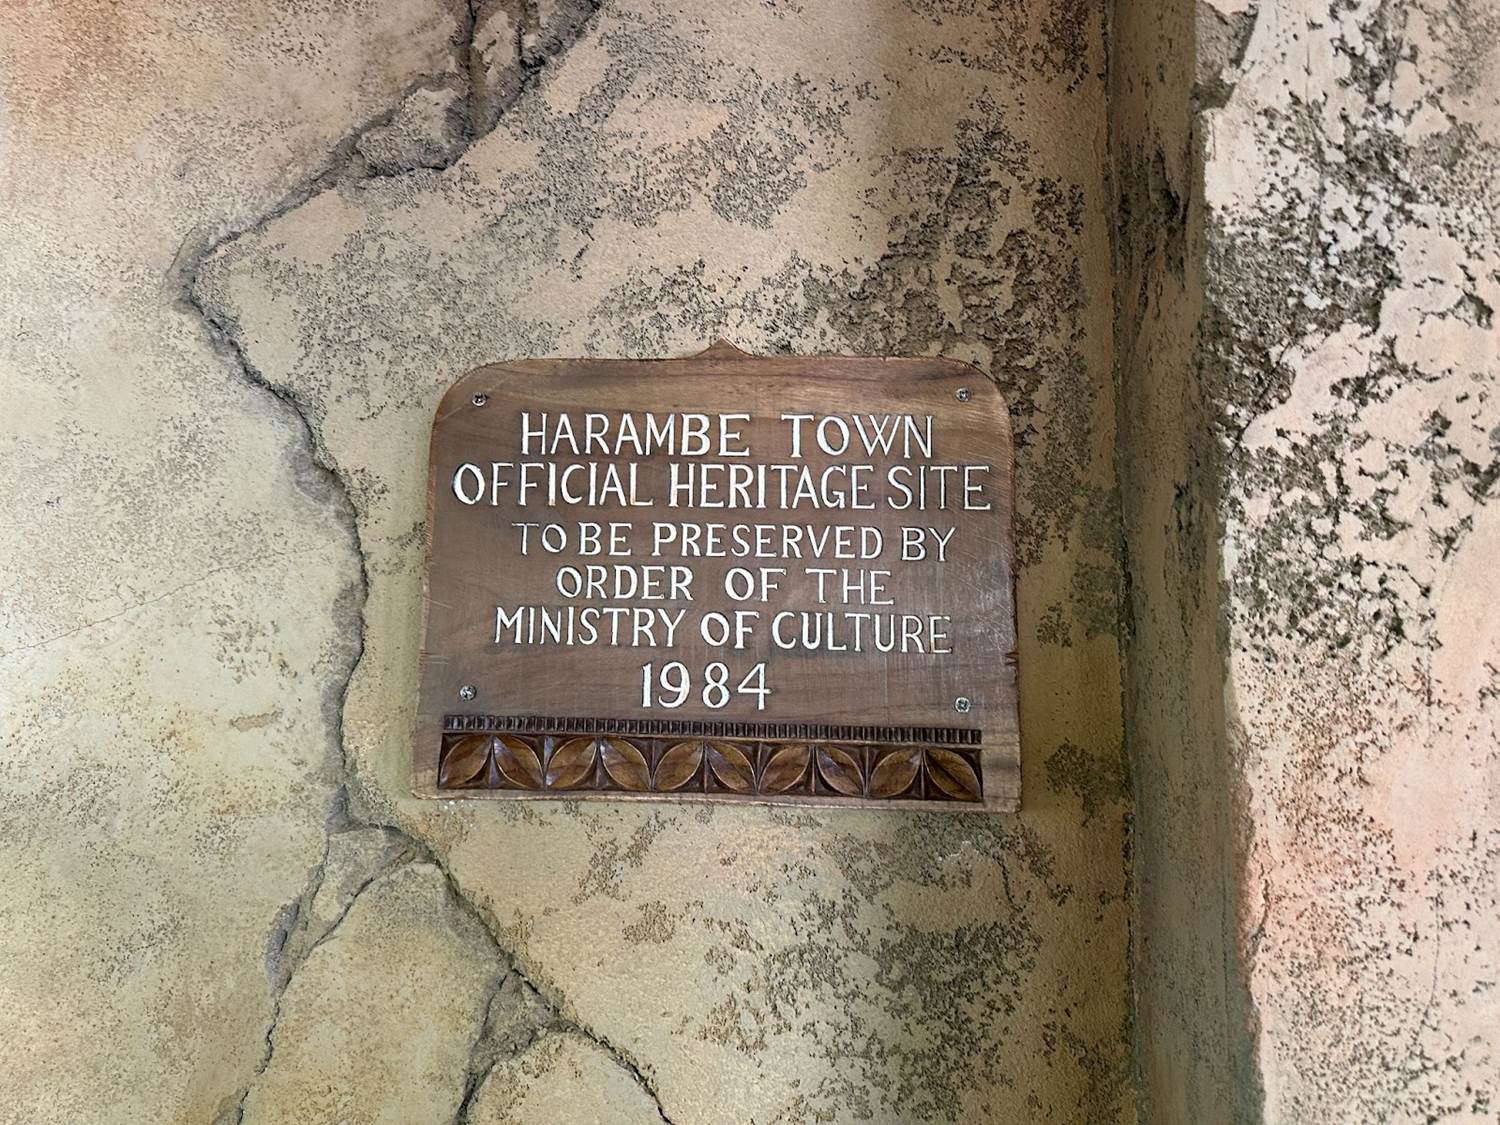 HARAMBE TOWN
OFFICIAL HERITAGE SITE
TO BE PRESERVED BY
ORDER OF THE
MINISTRY OF CULTURE
1984